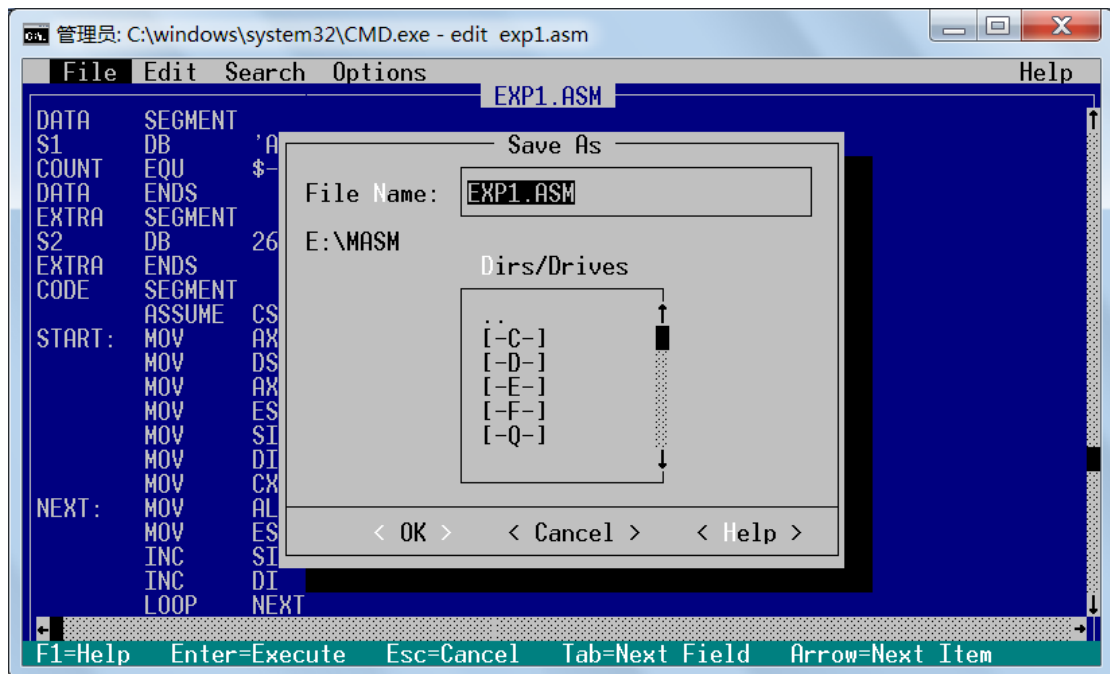 管理员: C:\windows\system32\CMD.exe - edit exp1.asm
File Edit Search Options Help
EXP1.ASM
DATA SEGMENT
S1 DB 'A
COUNT EQU $-
DATA ENDS
EXTRA SEGMENT
S2 DB 26
EXTRA ENDS
CODE SEGMENT
ASSUME CS
START: MOV AX
MOV DS
MOV AX
MOV ES
MOV SI
MOV DI
MOV CX
NEXT: MOV AL
MOV ES
INC SI
INC DI
LOOP NEXT
Save As
File Name: EXP1.ASM
E:\MASM
Dirs/Drives
..
[-C-]
[-D-]
[-E-]
[-F-]
[-Q-]
< OK > < Cancel > < Help >
F1=Help Enter=Execute Esc=Cancel Tab=Next Field Arrow=Next Item